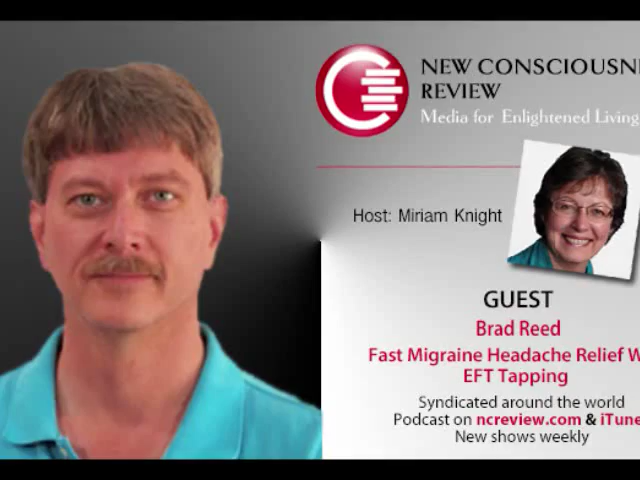 NEW CONSCIOUSNE
REVIEW
Media for Enlightened Living
Host: Miriam Knight
GUEST
Brad Reed
Fast Migraine Headache Relief W
EFT Tapping
Syndicated around the world
Podcast on ncreview.com & iTune
New shows weekly